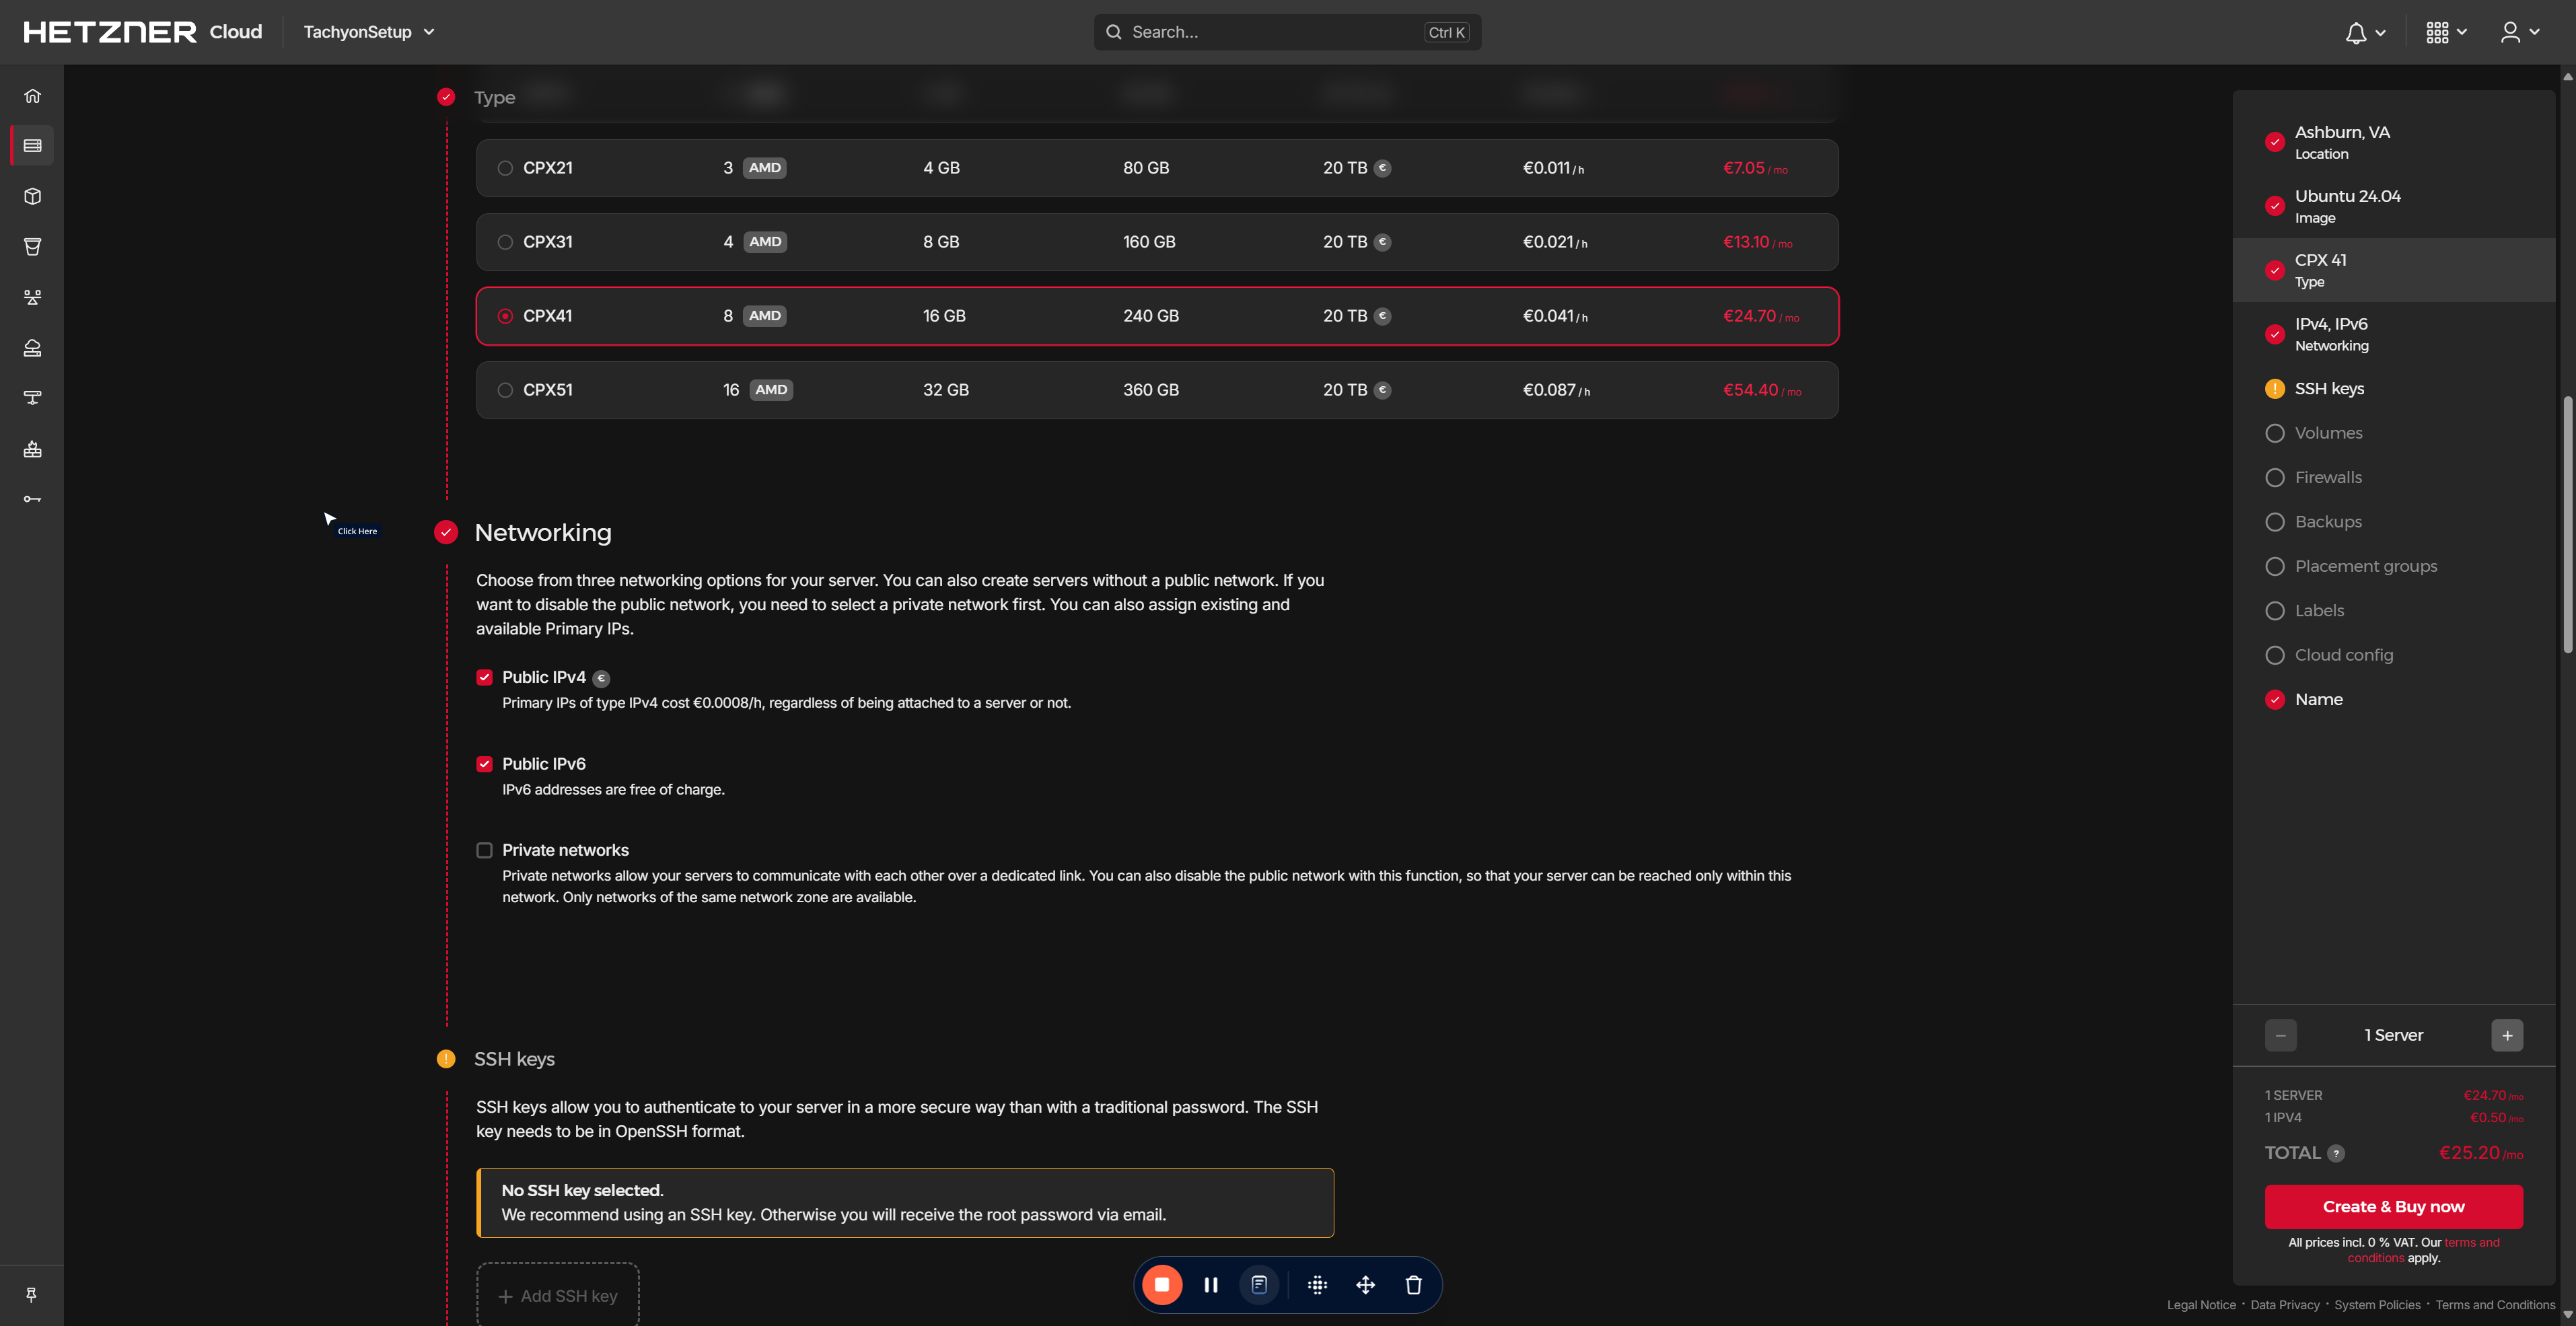 HETZNER Cloud
TachyonSetup
Search...
Ctrl K
Type
CPX21 3 AMD 4 GB 80 GB 20 TB € €0.011/h €7.05/mo
CPX31 4 AMD 8 GB 160 GB 20 TB € €0.021/h €13.10/mo
CPX41 8 AMD 16 GB 240 GB 20 TB € €0.041/h €24.70/mo
CPX51 16 AMD 32 GB 360 GB 20 TB € €0.087/h €54.40/mo
Click Here
Networking
Choose from three networking options for your server. You can also create servers without a public network. If you
want to disable the public network, you need to select a private network first. You can also assign existing and
available Primary IPs.
Public IPv4 €
Primary IPs of type IPv4 cost €0.0008/h, regardless of being attached to a server or not.
Public IPv6
IPv6 addresses are free of charge.
Private networks
Private networks allow your servers to communicate with each other over a dedicated link. You can also disable the public network with this function, so that your server can be reached only within this
network. Only networks of the same network zone are available.
SSH keys
SSH keys allow you to authenticate to your server in a more secure way than with a traditional password. The SSH
key needs to be in OpenSSH format.
No SSH key selected.
We recommend using an SSH key. Otherwise you will receive the root password via email.
+ Add SSH key
Ashburn, VA
Location
Ubuntu 24.04
Image
CPX 41
Type
IPv4, IPv6
Networking
SSH keys
Volumes
Firewalls
Backups
Placement groups
Labels
Cloud config
Name
− 1 Server +
1 SERVER €24.70/mo
1 IPV4 €0.50/mo
TOTAL ? €25.20/mo
Create & Buy now
All prices incl. 0 % VAT. Our terms and
conditions apply.
Legal Notice · Data Privacy · System Policies · Terms and Conditions